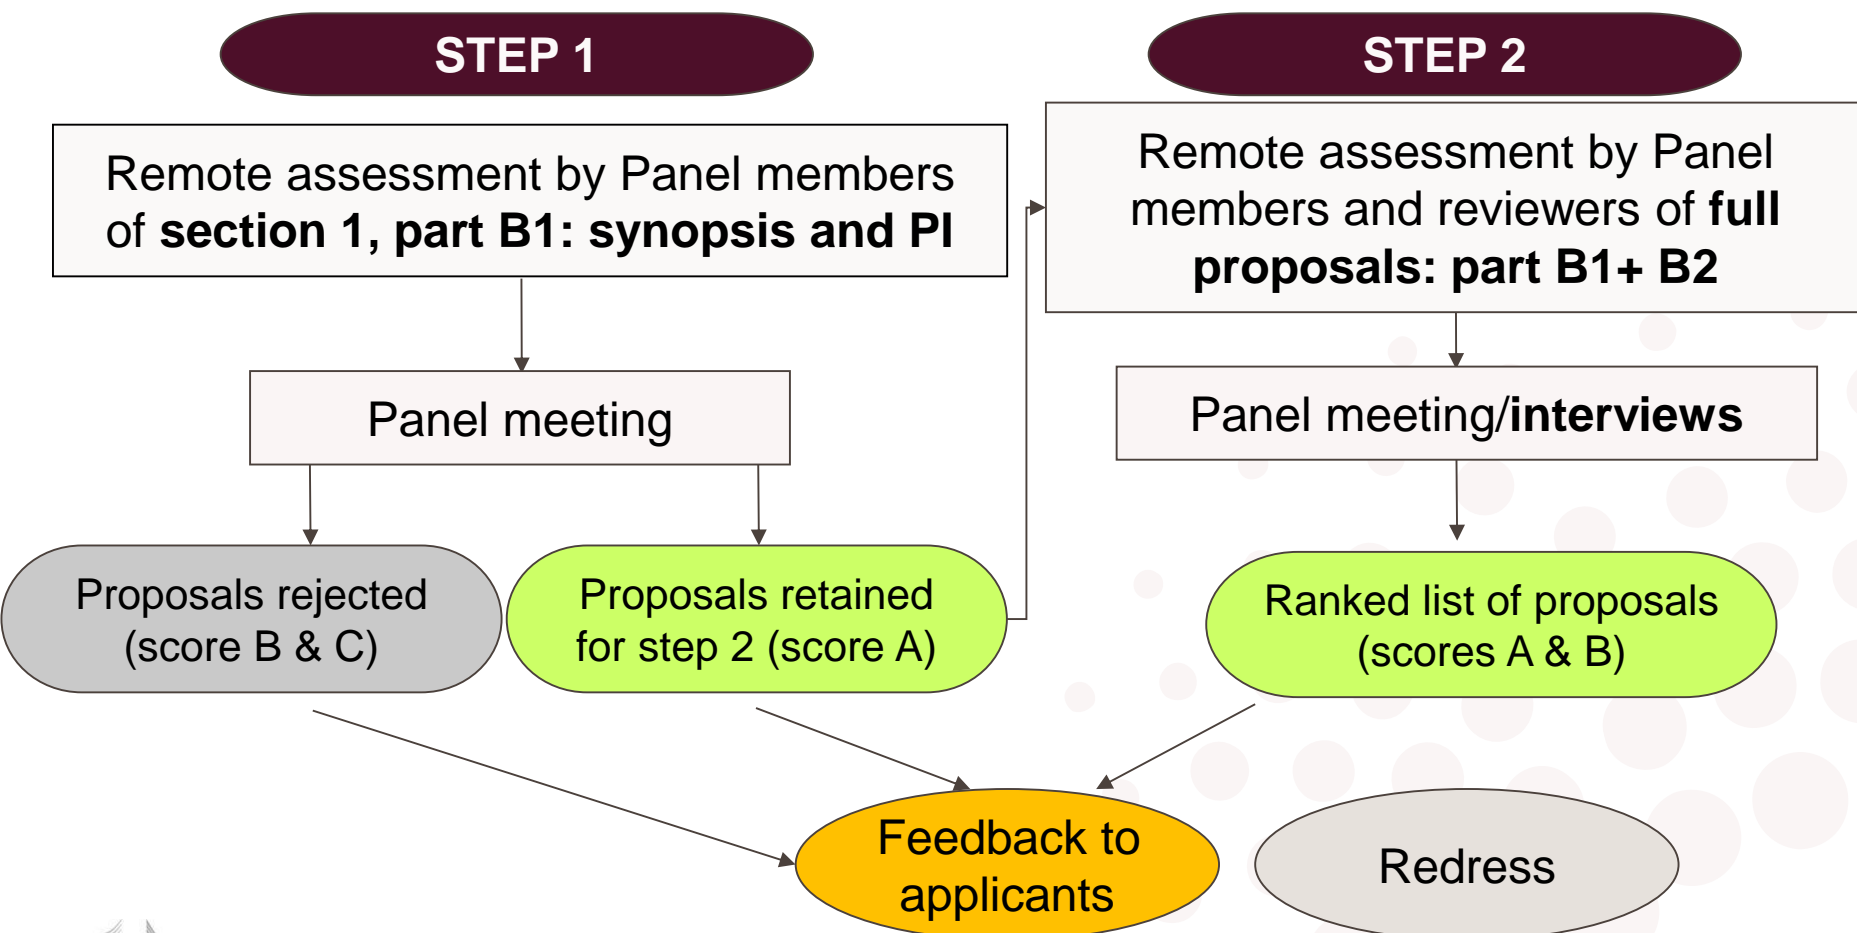 STEP 1
Remote assessment by Panel members
of section 1, part B1: synopsis and PI
Panel meeting
Proposals rejected
(score B & C)
Proposals retained
for step 2 (score A)
STEP 2
Remote assessment by Panel
members and reviewers of full
proposals: part B1+ B2
Panel meeting/interviews
Ranked list of proposals
(scores A & B)
Feedback to
applicants
Redress